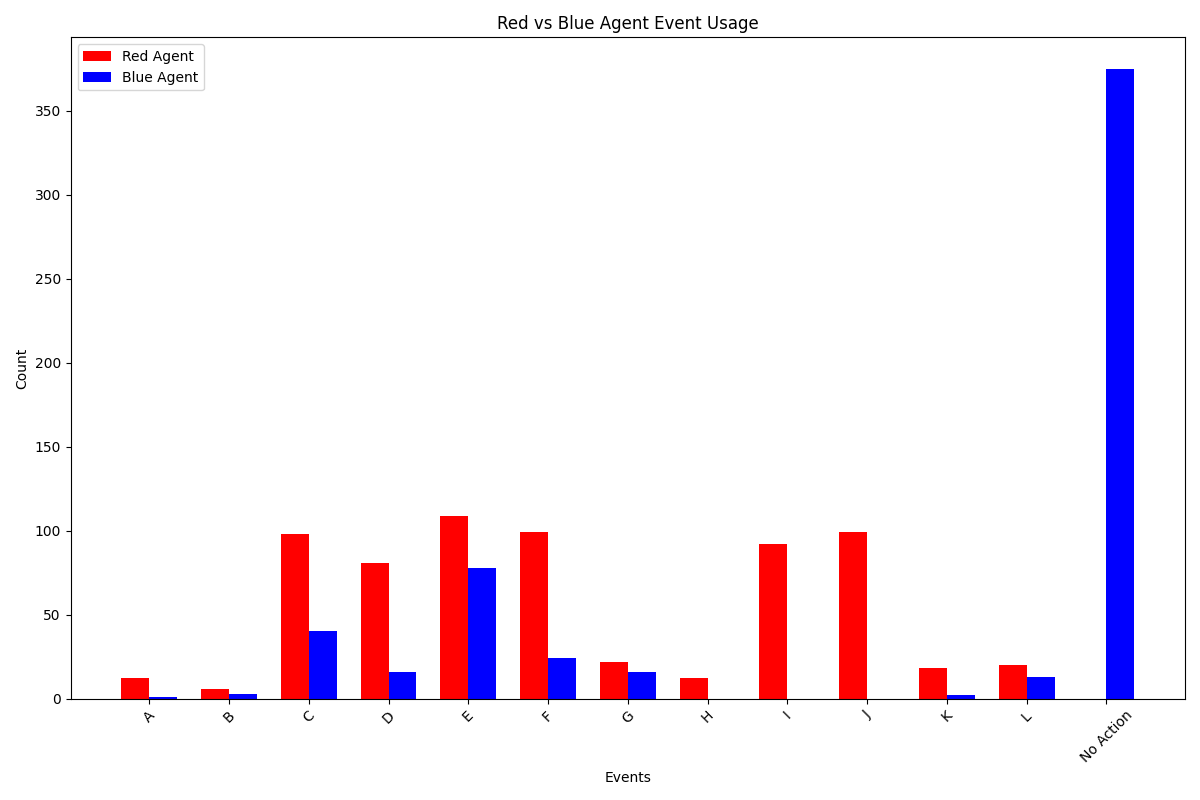 Red vs Blue Agent Event Usage
Red Agent
Blue Agent
Count
350
300
250
200
150
100
50
0
A B C D E F G H I J K L No Action
Events